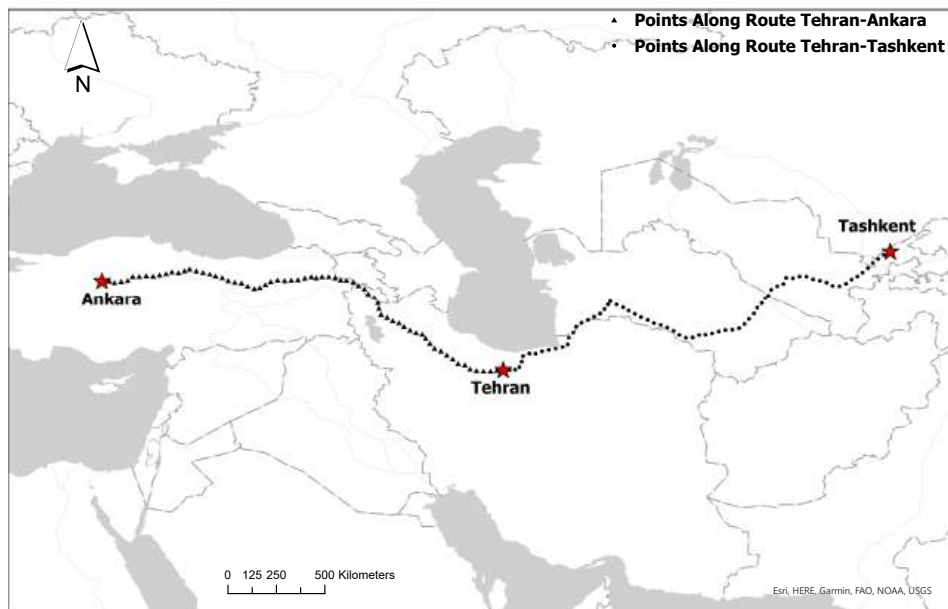 Points Along Route Tehran-Ankara
Points Along Route Tehran-Tashkent
N
Tashkent
Ankara
Tehran
0 125 250 500 Kilometers
Esri, HERE, Garmin, FAO, NOAA, USGS